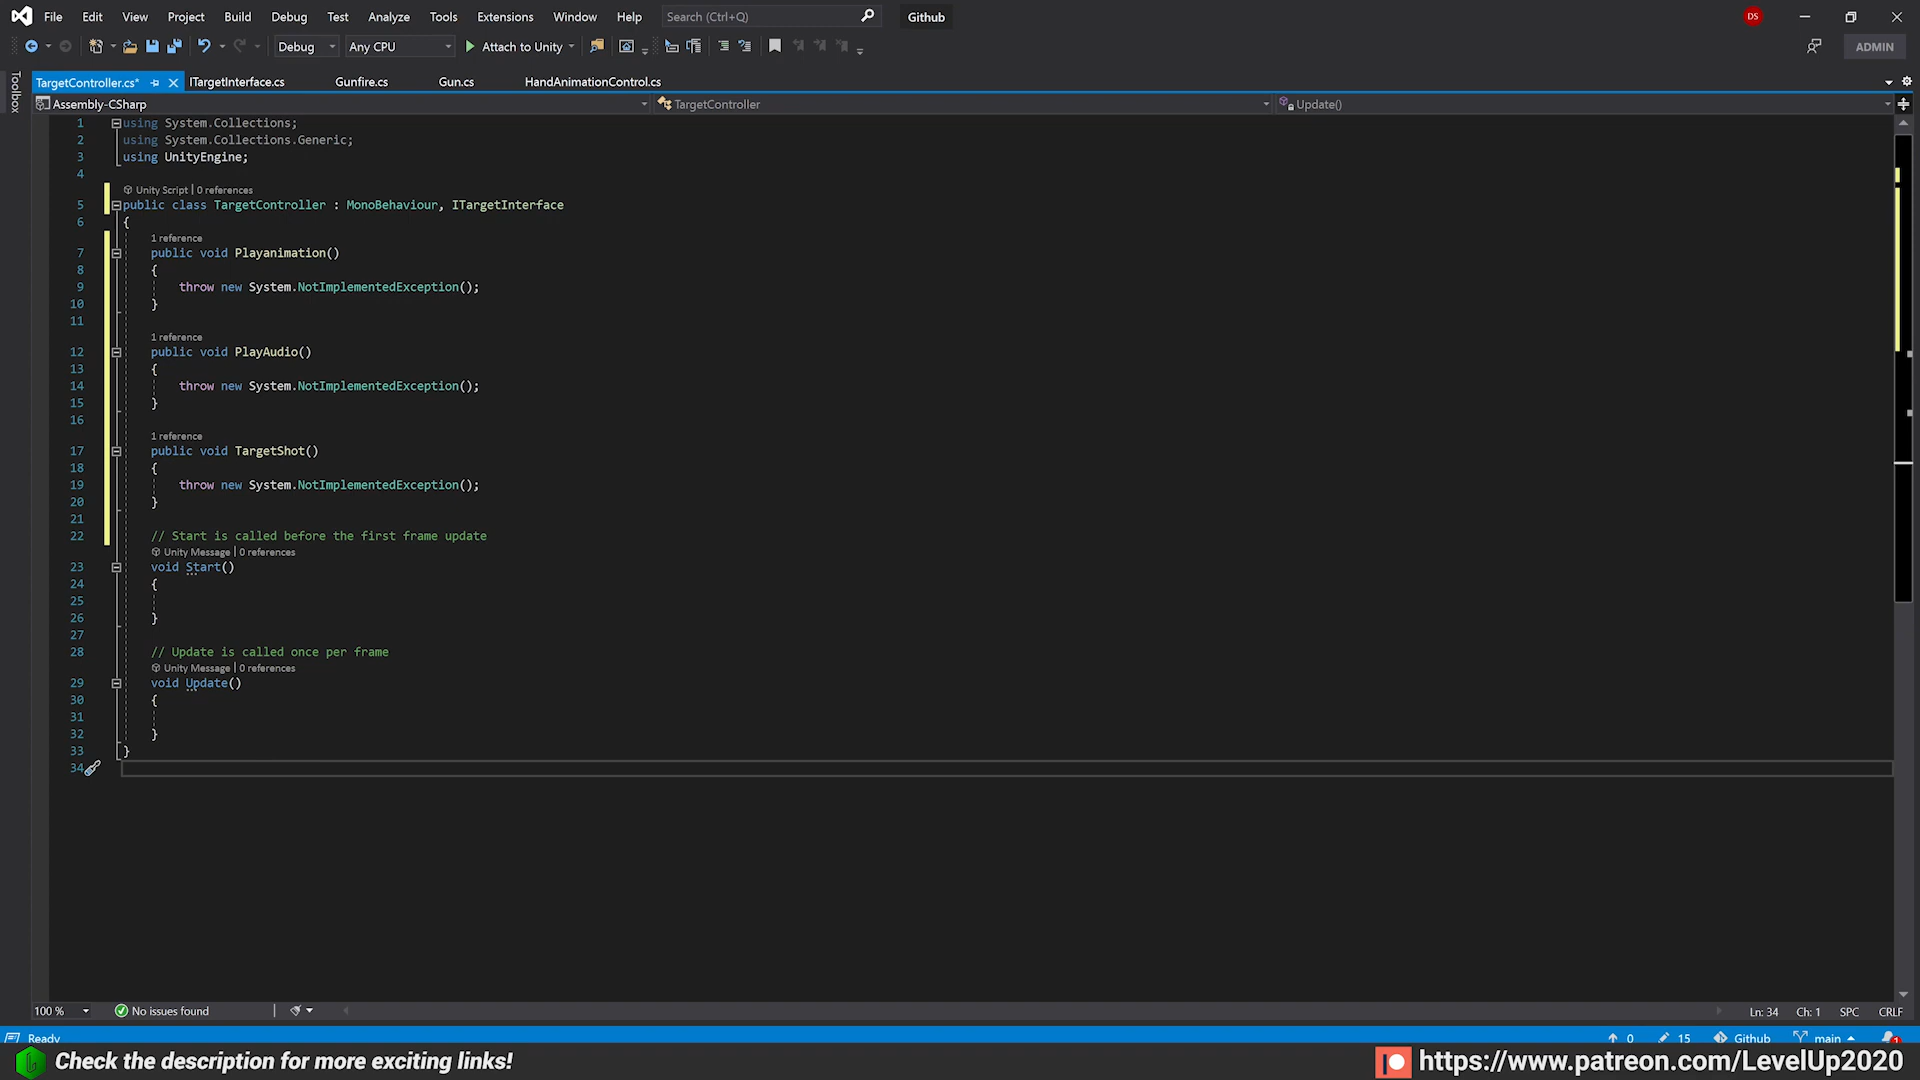 File Edit View Project Build Debug Test Analyze Tools Extensions Window Help Search (Ctrl+Q) Github DS
Debug Any CPU Attach to Unity ADMIN
Toolbox
TargetController.cs* ITargetInterface.cs Gunfire.cs Gun.cs HandAnimationControl.cs
Assembly-CSharp TargetController Update()
1 using System.Collections;
2 using System.Collections.Generic;
3 using UnityEngine;
4
Unity Script | 0 references
5 public class TargetController : MonoBehaviour, ITargetInterface
6 {
1 reference
7 public void Playanimation()
8 {
9 throw new System.NotImplementedException();
10 }
11
1 reference
12 public void PlayAudio()
13 {
14 throw new System.NotImplementedException();
15 }
16
1 reference
17 public void TargetShot()
18 {
19 throw new System.NotImplementedException();
20 }
21
22 // Start is called before the first frame update
Unity Message | 0 references
23 void Start()
24 {
25
26 }
27
28 // Update is called once per frame
Unity Message | 0 references
29 void Update()
30 {
31
32 }
33 }
34
100 % No issues found Ln: 34 Ch: 1 SPC CRLF
Ready 0 15 Github main 1
Check the description for more exciting links! https://www.patreon.com/LevelUp2020